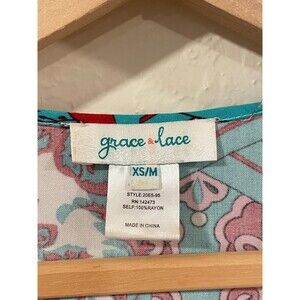 grace & lace
XS/M
STYLE:2065-95
RN:142473
SELF:100%RAYON
MADE IN CHINA